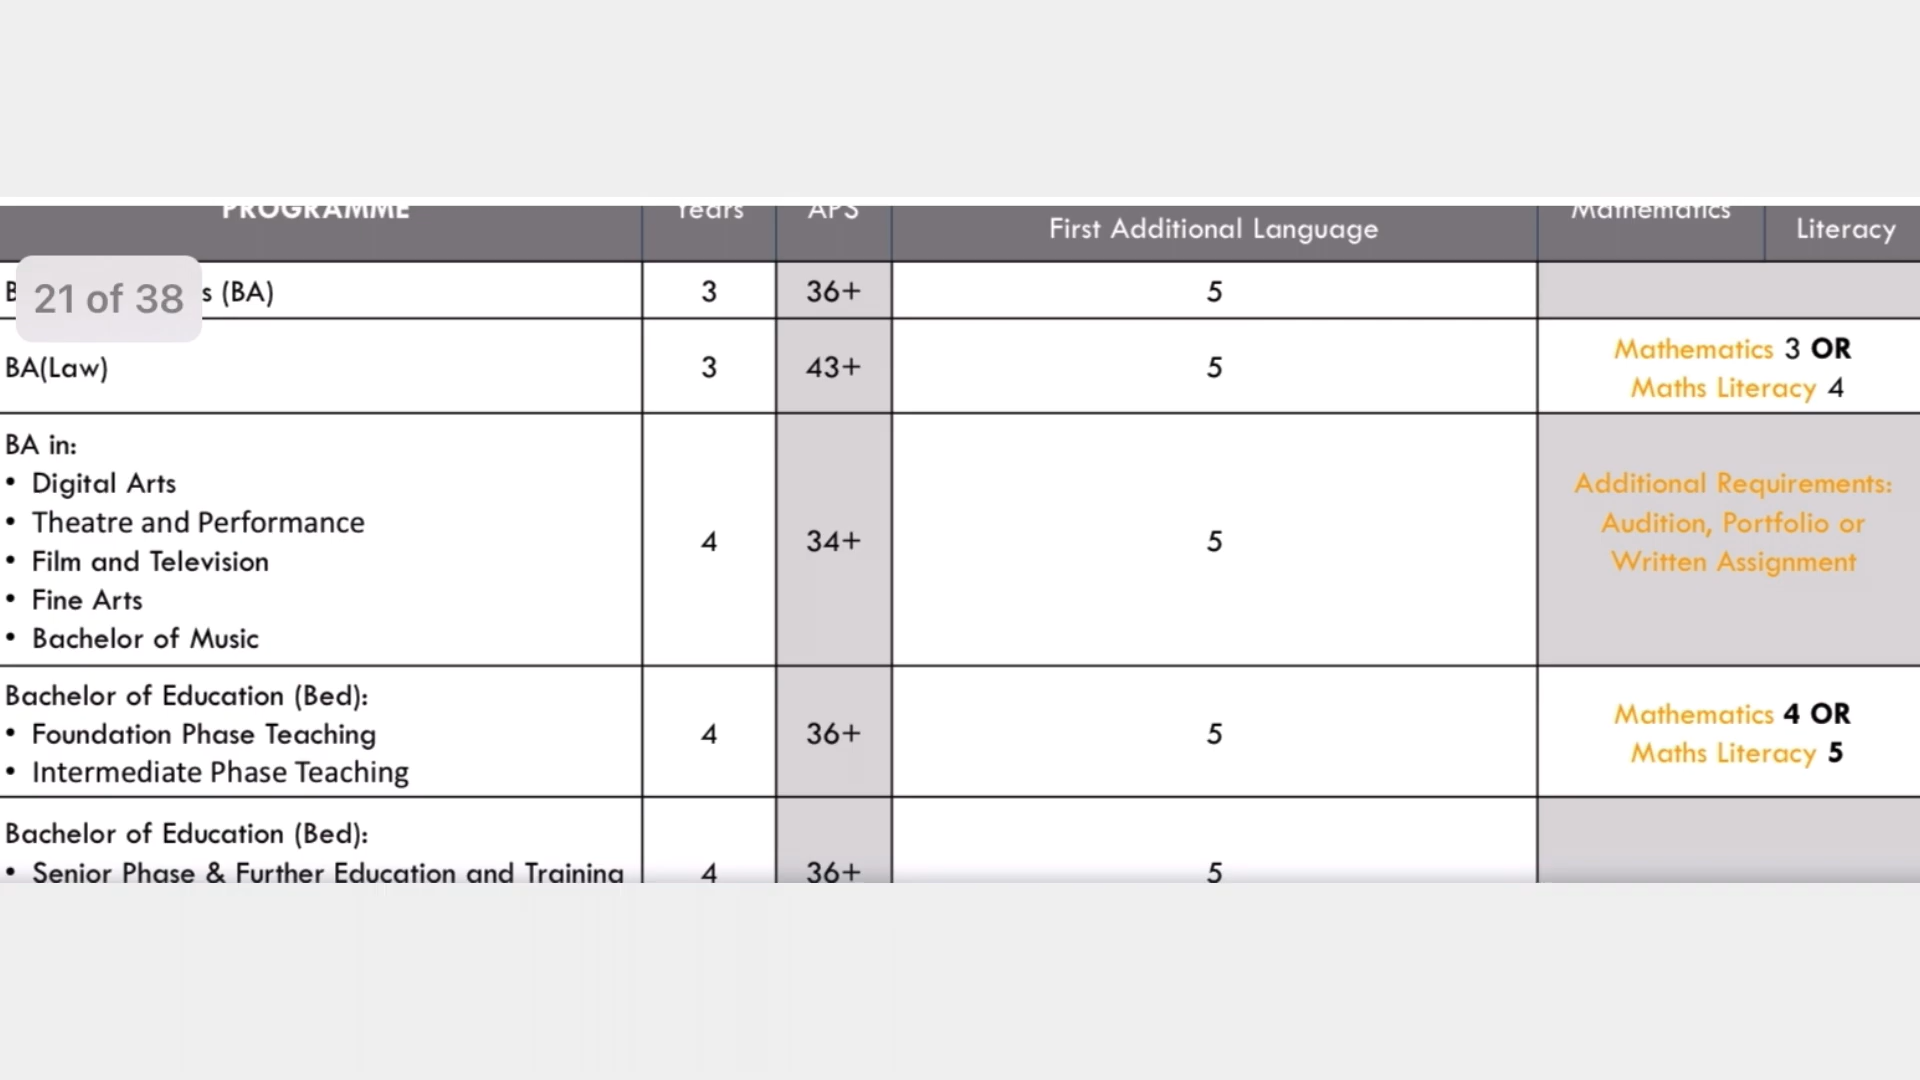 PROGRAMME Years APS Mathematics
First Additional Language Literacy
21 of 38
s (BA) 3 36+ 5
BA(Law) 3 43+ 5 Mathematics 3 OR
Maths Literacy 4
BA in:
• Digital Arts
• Theatre and Performance
• Film and Television
• Fine Arts
• Bachelor of Music
4 34+ 5
Additional Requirements:
Audition, Portfolio or
Written Assignment
Bachelor of Education (Bed):
• Foundation Phase Teaching
• Intermediate Phase Teaching
4 36+ 5
Mathematics 4 OR
Maths Literacy 5
Bachelor of Education (Bed):
• Senior Phase & Further Education and Training
4 36+ 5